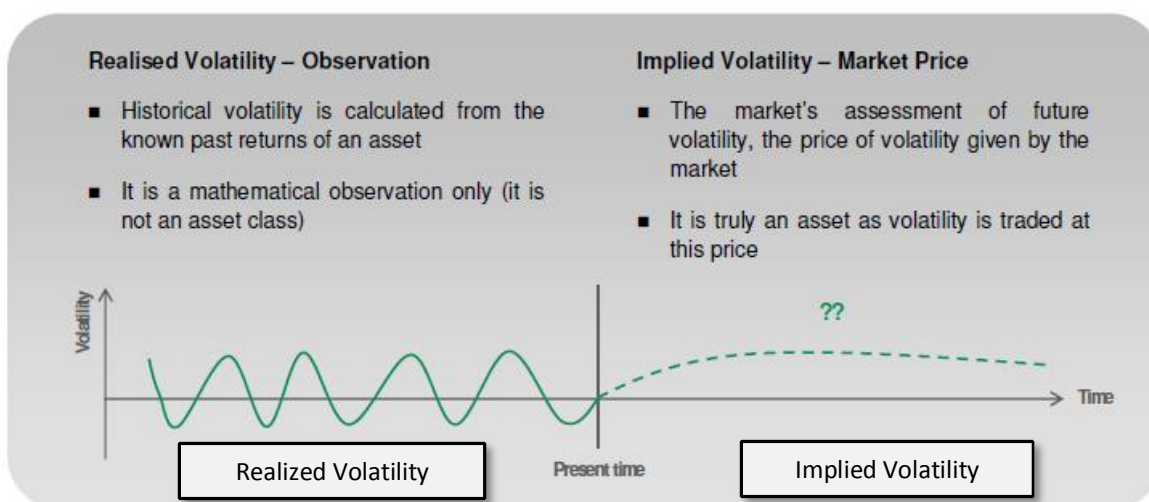 Realised Volatility – Observation
■ Historical volatility is calculated from the
known past returns of an asset
■ It is a mathematical observation only (it is
not an asset class)
Implied Volatility – Market Price
■ The market's assessment of future
volatility, the price of volatility given by the
market
■ It is truly an asset as volatility is traded at
this price
Volatility
??
Time
Realized Volatility
Present time
Implied Volatility